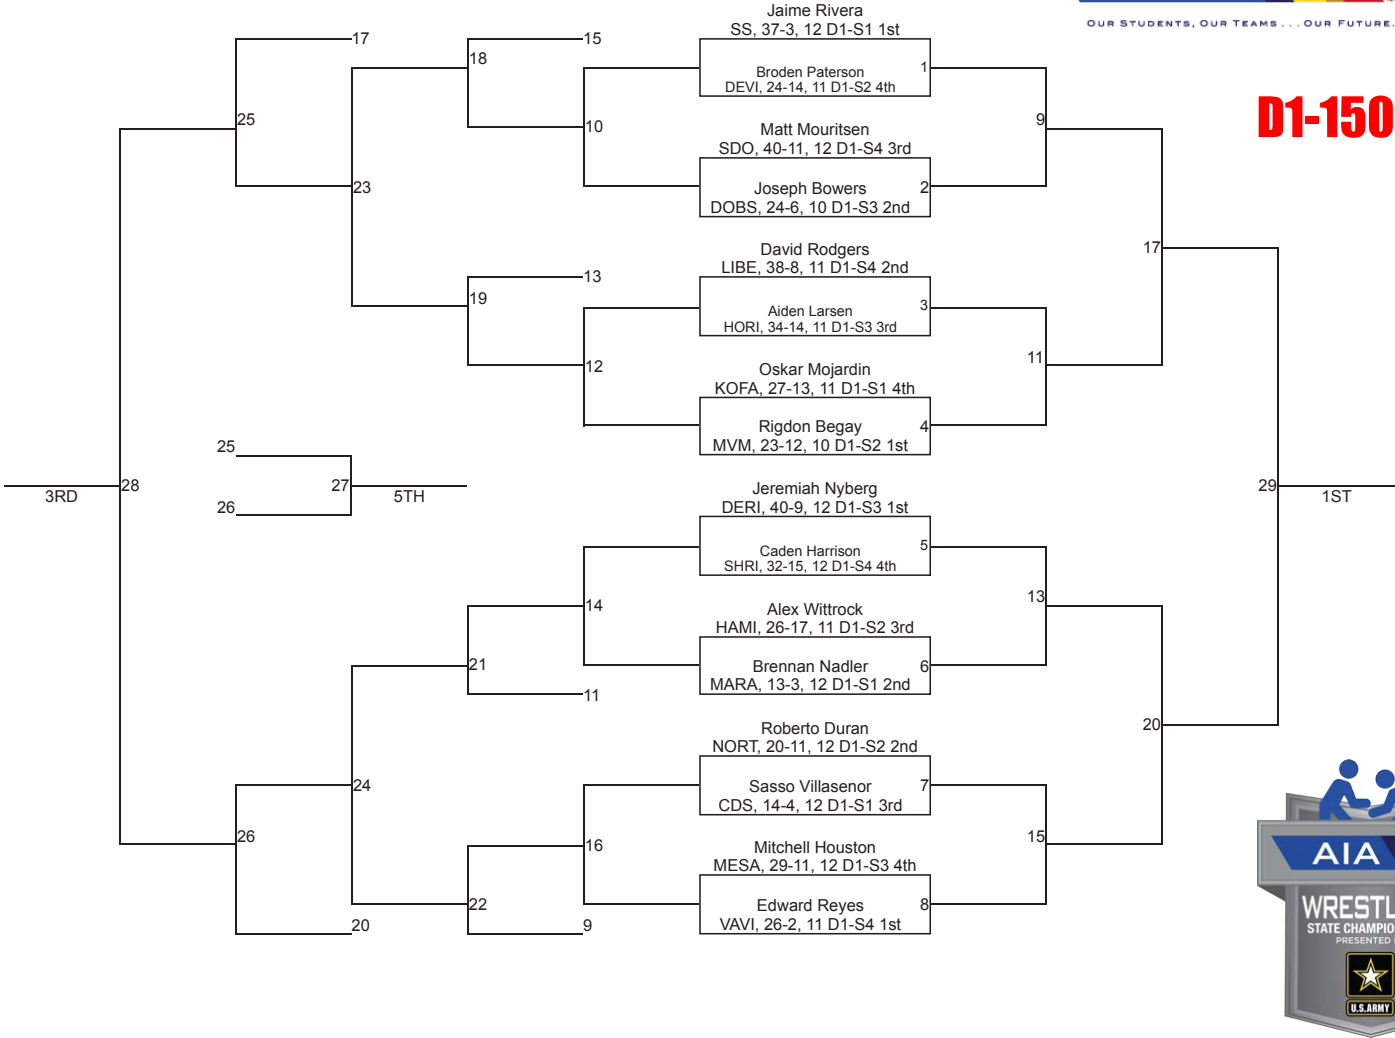 OUR STUDENTS, OUR TEAMS . . . OUR FUTURE.
D1-150
Jaime Rivera
SS, 37-3, 12 D1-S1 1st
Broden Paterson
DEVI, 24-14, 11 D1-S2 4th
1
Matt Mouritsen
SDO, 40-11, 12 D1-S4 3rd
Joseph Bowers
DOBS, 24-6, 10 D1-S3 2nd
2
David Rodgers
LIBE, 38-8, 11 D1-S4 2nd
Aiden Larsen
HORI, 34-14, 11 D1-S3 3rd
3
Oskar Mojardin
KOFA, 27-13, 11 D1-S1 4th
Rigdon Begay
MVM, 23-12, 10 D1-S2 1st
4
Jeremiah Nyberg
DERI, 40-9, 12 D1-S3 1st
Caden Harrison
SHRI, 32-15, 12 D1-S4 4th
5
Alex Wittrock
HAMI, 26-17, 11 D1-S2 3rd
Brennan Nadler
MARA, 13-3, 12 D1-S1 2nd
6
Roberto Duran
NORT, 20-11, 12 D1-S2 2nd
Sasso Villasenor
CDS, 14-4, 12 D1-S1 3rd
7
Mitchell Houston
MESA, 29-11, 12 D1-S3 4th
Edward Reyes
VAVI, 26-2, 11 D1-S4 1st
8
9
11
13
15
17
20
29
1ST
15
10
13
12
14
11
16
9
18
19
21
22
17
23
24
20
25
26
28
3RD
25
26
27
5TH
AIA
WRESTL
STATE CHAMPIO
PRESENTED
U.S.ARMY